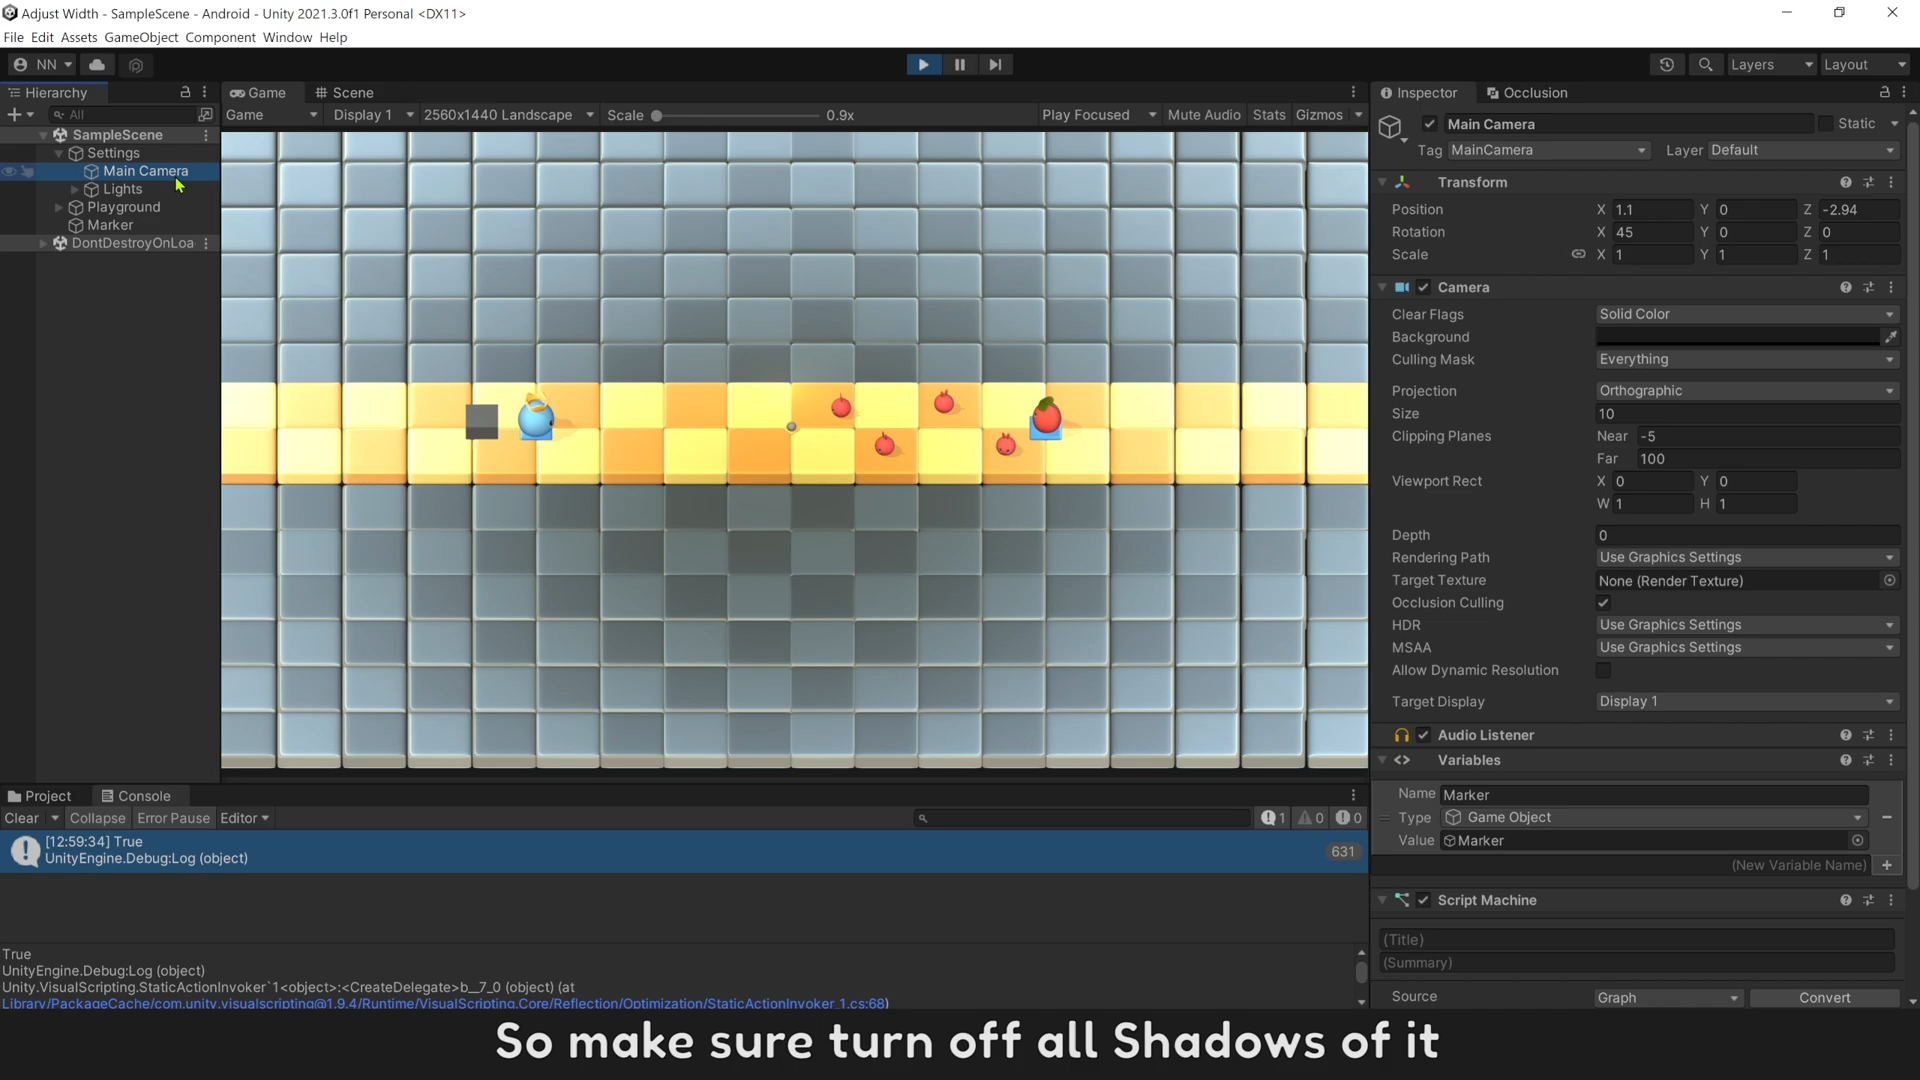 Adjust Width - SampleScene - Android - Unity 2021.3.0f1 Personal <DX11>
File Edit Assets GameObject Component Window Help
NN
Layers
Layout
Hierarchy
All
SampleScene
Settings
Main Camera
Lights
Playground
Marker
DontDestroyOnLoa
Game
Scene
Game
Display 1
2560x1440 Landscape
Scale
0.9x
Play Focused
Mute Audio
Stats
Gizmos
Inspector
Occlusion
Main Camera
Static
Tag MainCamera
Layer Default
Transform
Position X 1.1 Y 0 Z -2.94
Rotation X 45 Y 0 Z 0
Scale X 1 Y 1 Z 1
Camera
Clear Flags Solid Color
Background
Culling Mask Everything
Projection Orthographic
Size 10
Clipping Planes Near -5
Far 100
Viewport Rect X 0 Y 0
W 1 H 1
Depth 0
Rendering Path Use Graphics Settings
Target Texture None (Render Texture)
Occlusion Culling
HDR Use Graphics Settings
MSAA Use Graphics Settings
Allow Dynamic Resolution
Target Display Display 1
Audio Listener
Variables
Name Marker
Type Game Object
Value Marker
(New Variable Name)
Script Machine
(Title)
(Summary)
Source Graph Convert
Project
Console
Clear Collapse Error Pause Editor
1 0 0
[12:59:34] True
UnityEngine.Debug:Log (object)
631
True
UnityEngine.Debug:Log (object)
Unity.VisualScripting.StaticActionInvoker`1<object>:<CreateDelegate>b__7_0 (object) (at
Library/PackageCache/com.unity.visualscripting@1.9.4/Runtime/VisualScripting.Core/Reflection/Optimization/StaticActionInvoker_1.cs:68)
So make sure turn off all Shadows of it